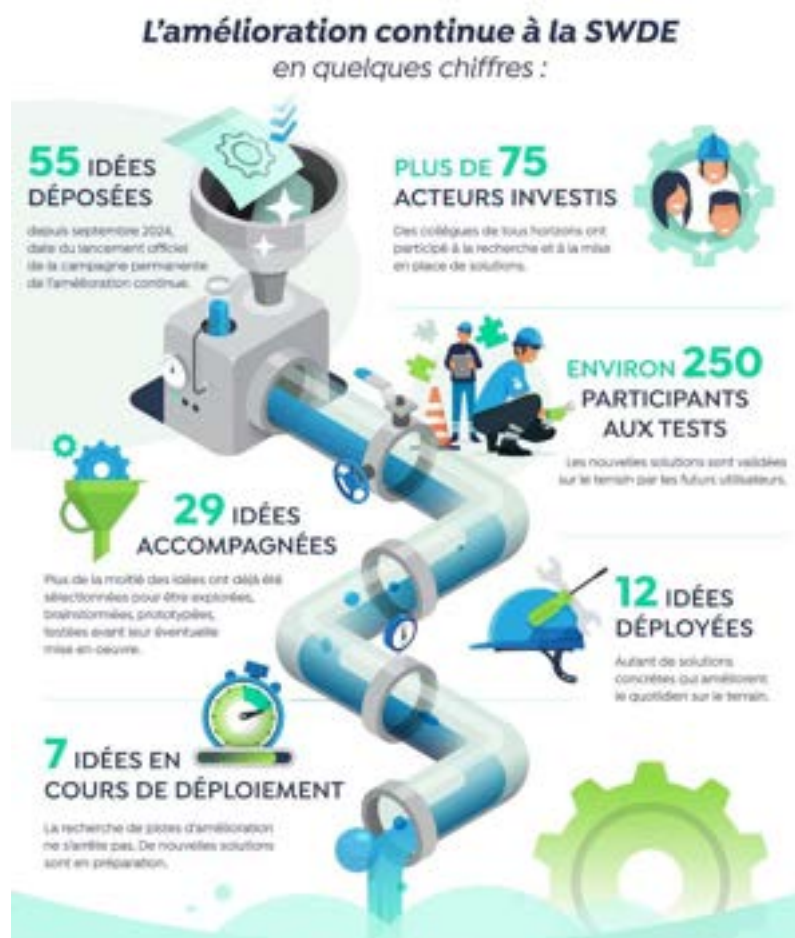 L'amélioration continue à la SWDE
en quelques chiffres :
55 IDÉES
DÉPOSÉES
depuis septembre 2024,
date du lancement officiel
de la campagne permanente
de l'amélioration continue.
PLUS DE 75
ACTEURS INVESTIS
Des collègues de tous horizons ont
participé à la recherche et à la mise
en place de solutions.
ENVIRON 250
PARTICIPANTS
AUX TESTS
Les nouvelles solutions sont validées
sur le terrain par les futurs utilisateurs.
29 IDÉES
ACCOMPAGNÉES
Plus de la moitié des idées ont déjà été
sélectionnées pour être explorées,
brainstormées, prototypées,
testées avant leur éventuelle
mise en oeuvre.
12 IDÉES
DÉPLOYÉES
Autant de solutions
concrètes qui améliorent
le quotidien sur le terrain.
7 IDÉES EN
COURS DE DÉPLOIEMENT
La recherche de pistes d'amélioration
ne s'arrête pas. De nouvelles solutions
sont en préparation.